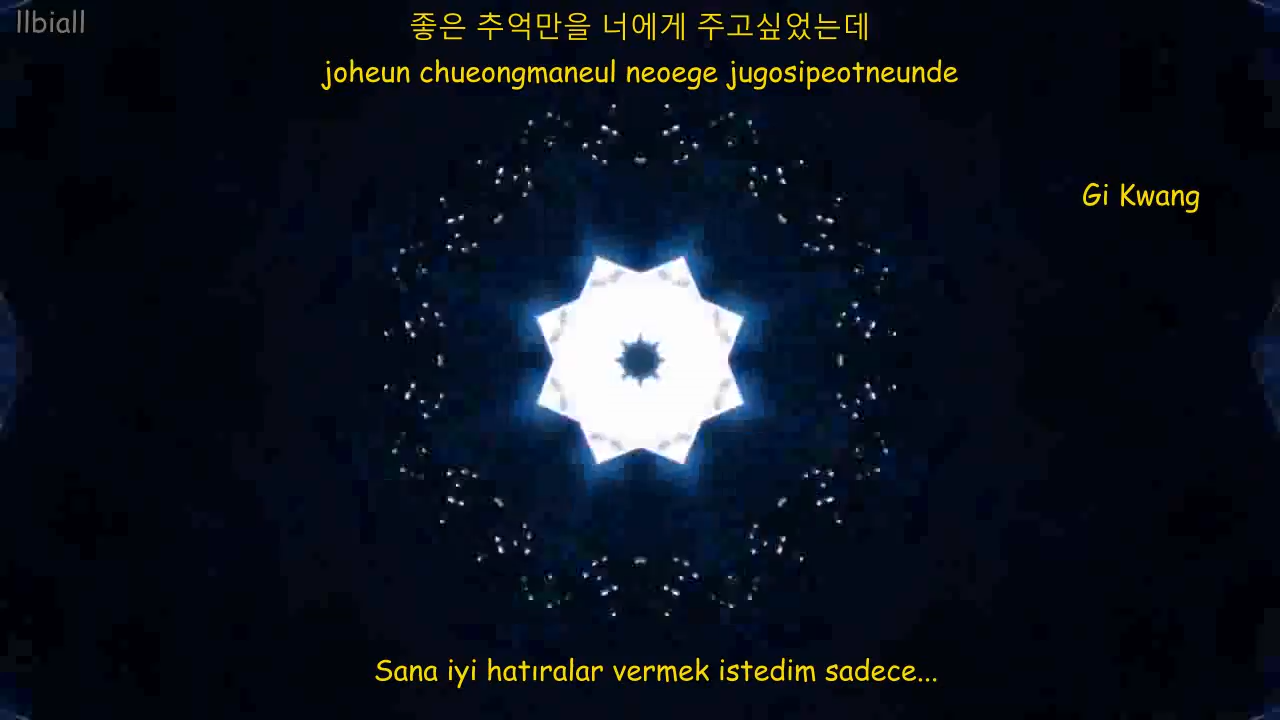 llbiall
좋은 추억만을 너에게 주고싶었는데
joheun chueongmaneul neoege jugosipeotneunde
Gi Kwang
Sana iyi hatıralar vermek istedim sadece...